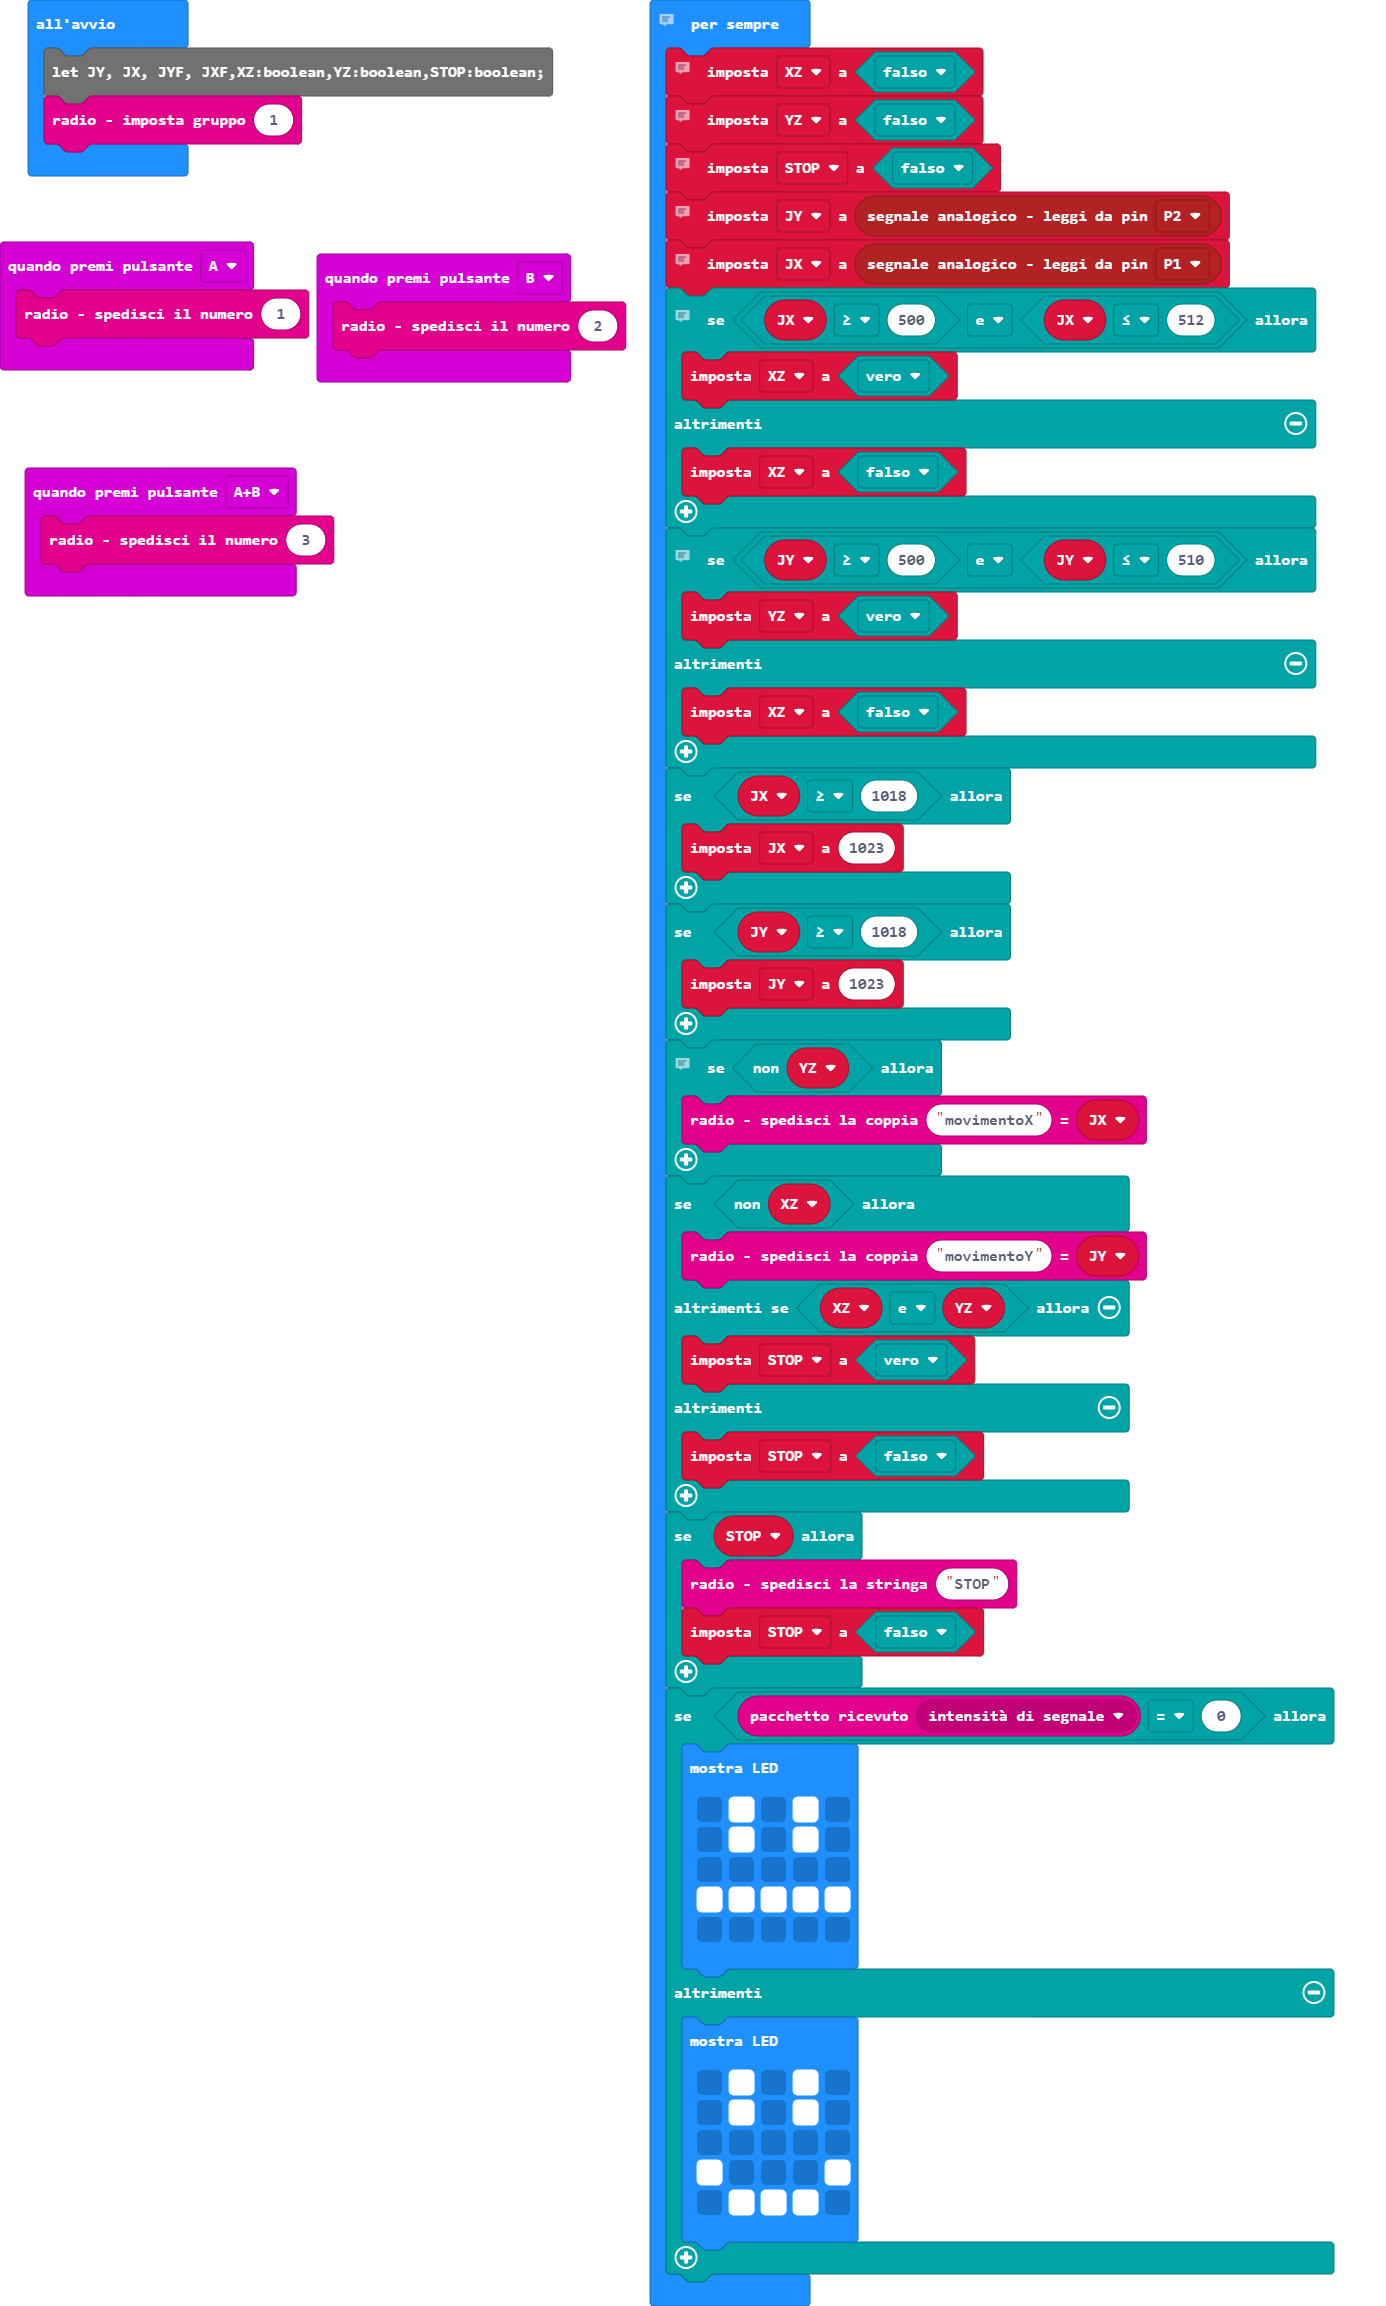 all'avvio
let JY, JX, JYF, JXF,XZ:boolean,YZ:boolean,STOP:boolean;
radio - imposta gruppo 1
quando premi pulsante A
radio - spedisci il numero 1
quando premi pulsante B
radio - spedisci il numero 2
quando premi pulsante A+B
radio - spedisci il numero 3
per sempre
imposta XZ a falso
imposta YZ a falso
imposta STOP a falso
imposta JY a segnale analogico - leggi da pin P2
imposta JX a segnale analogico - leggi da pin P1
se JX ≥ 500 e JX ≤ 512 allora
imposta XZ a vero
altrimenti
imposta XZ a falso
se JY ≥ 500 e JY ≤ 510 allora
imposta YZ a vero
altrimenti
imposta XZ a falso
se JX ≥ 1018 allora
imposta JX a 1023
se JY ≥ 1018 allora
imposta JY a 1023
se non YZ allora
radio - spedisci la coppia "movimentoX" = JX
se non XZ allora
radio - spedisci la coppia "movimentoY" = JY
altrimenti se XZ e YZ allora
imposta STOP a vero
altrimenti
imposta STOP a falso
se STOP allora
radio - spedisci la stringa "STOP"
imposta STOP a falso
se pacchetto ricevuto intensità di segnale = 0 allora
mostra LED
altrimenti
mostra LED